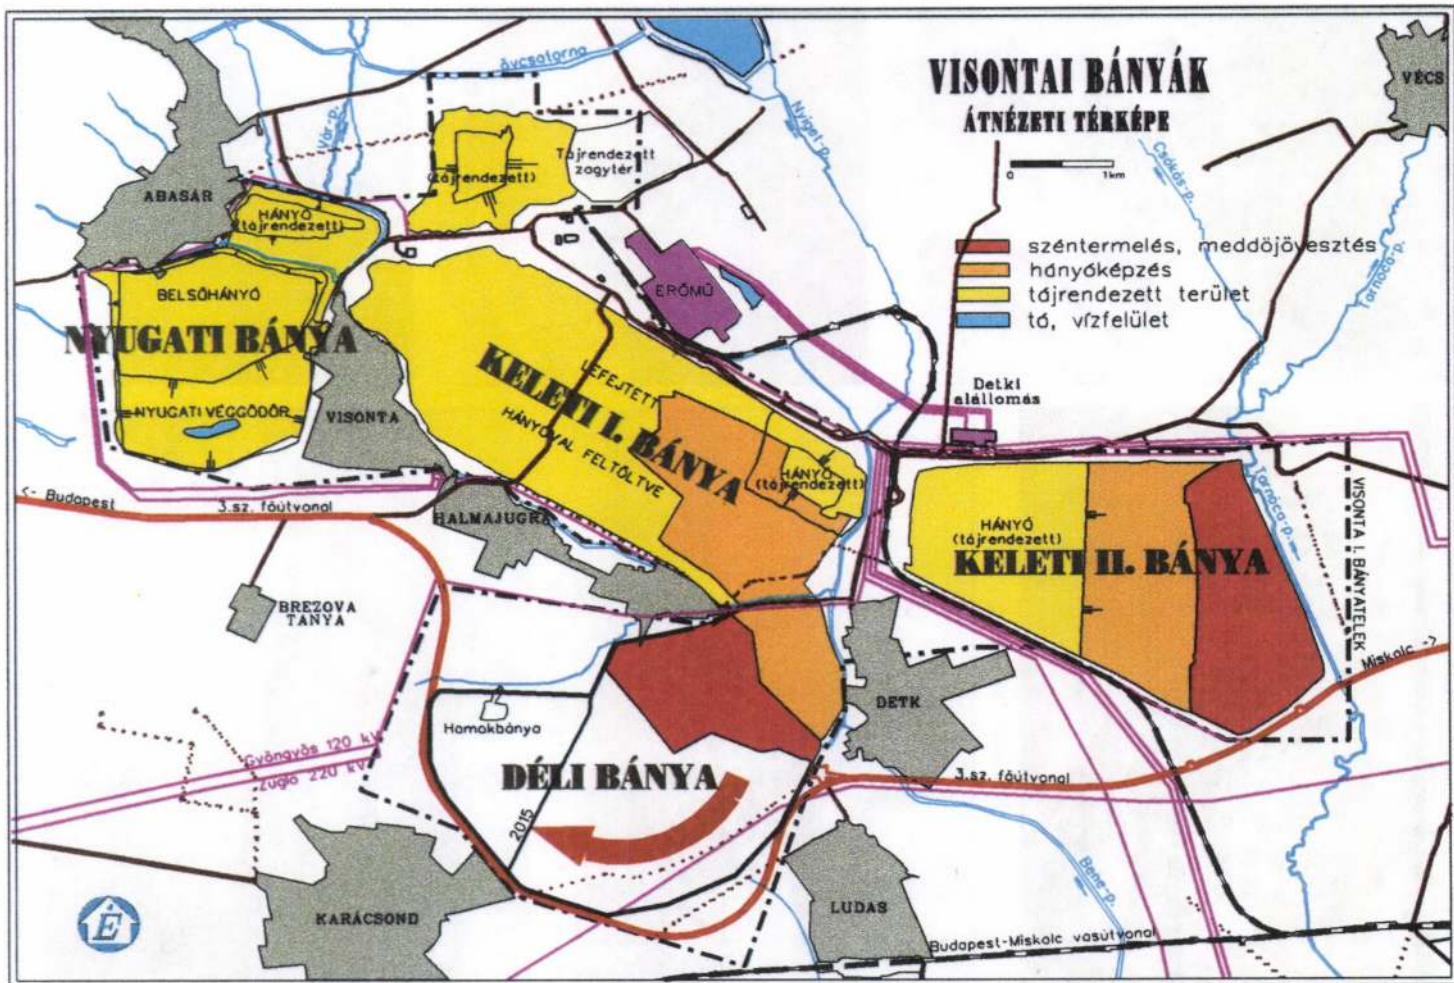 VISONTAI BÁNYÁK
ÁTNÉZETI TÉRKÉPE
0 1km
széntermelés, meddőjövesztés
hányóképzés
tájrendezett terület
tó, vízfelület
övcsatorna
Vár-p.
Nyiget-p.
Csókás-p.
Tarnóca-p.
VÉCS
ABASÁR
(tájrendezett)
Tájrendezett
zagytér
HÁNYÓ
(tájrendezett)
BELSŐHÁNYÓ
NYUGATI BÁNYA
NYUGATI VÉGGÖDÖR
VISONTA
ERŐMŰ
LEFEJTETT
KELETI I. BÁNYA
HÁNYÓVAL FELTÖLTVE
HÁNYÓ
(tájrendezett)
Detki
alállomás
<- Budapest
3.sz. főútvonal
HALMAJUGRA
HÁNYÓ
(tájrendezett)
KELETI II. BÁNYA
Tarnóca-p.
VISONTA I. BÁNYATELEK
BREZOVA
TANYA
Miskolc ->
DETK
Homokbánya
Gyöngyös 120 kV
Zugló 220 kV
DÉLI BÁNYA
2015
3.sz. főútvonal
KARÁCSOND
LUDAS
Bene-p.
Budapest-Miskolc vasútvonal
É